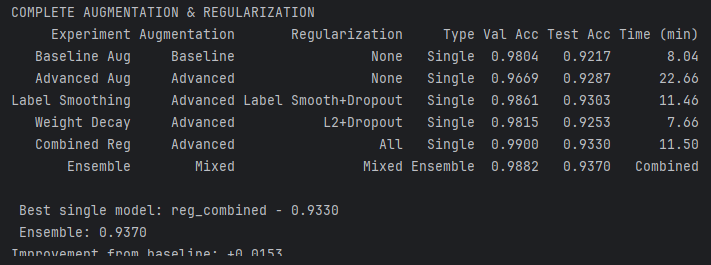 COMPLETE AUGMENTATION & REGULARIZATION
Experiment Augmentation Regularization Type Val Acc Test Acc Time (min)
Baseline Aug Baseline None Single 0.9804 0.9217 8.04
Advanced Aug Advanced None Single 0.9669 0.9287 22.66
Label Smoothing Advanced Label Smooth+Dropout Single 0.9861 0.9303 11.46
Weight Decay Advanced L2+Dropout Single 0.9815 0.9253 7.66
Combined Reg Advanced All Single 0.9900 0.9330 11.50
Ensemble Mixed Mixed Ensemble 0.9882 0.9370 Combined
Best single model: reg_combined - 0.9330
Ensemble: 0.9370
Improvement from baseline: +0.0153